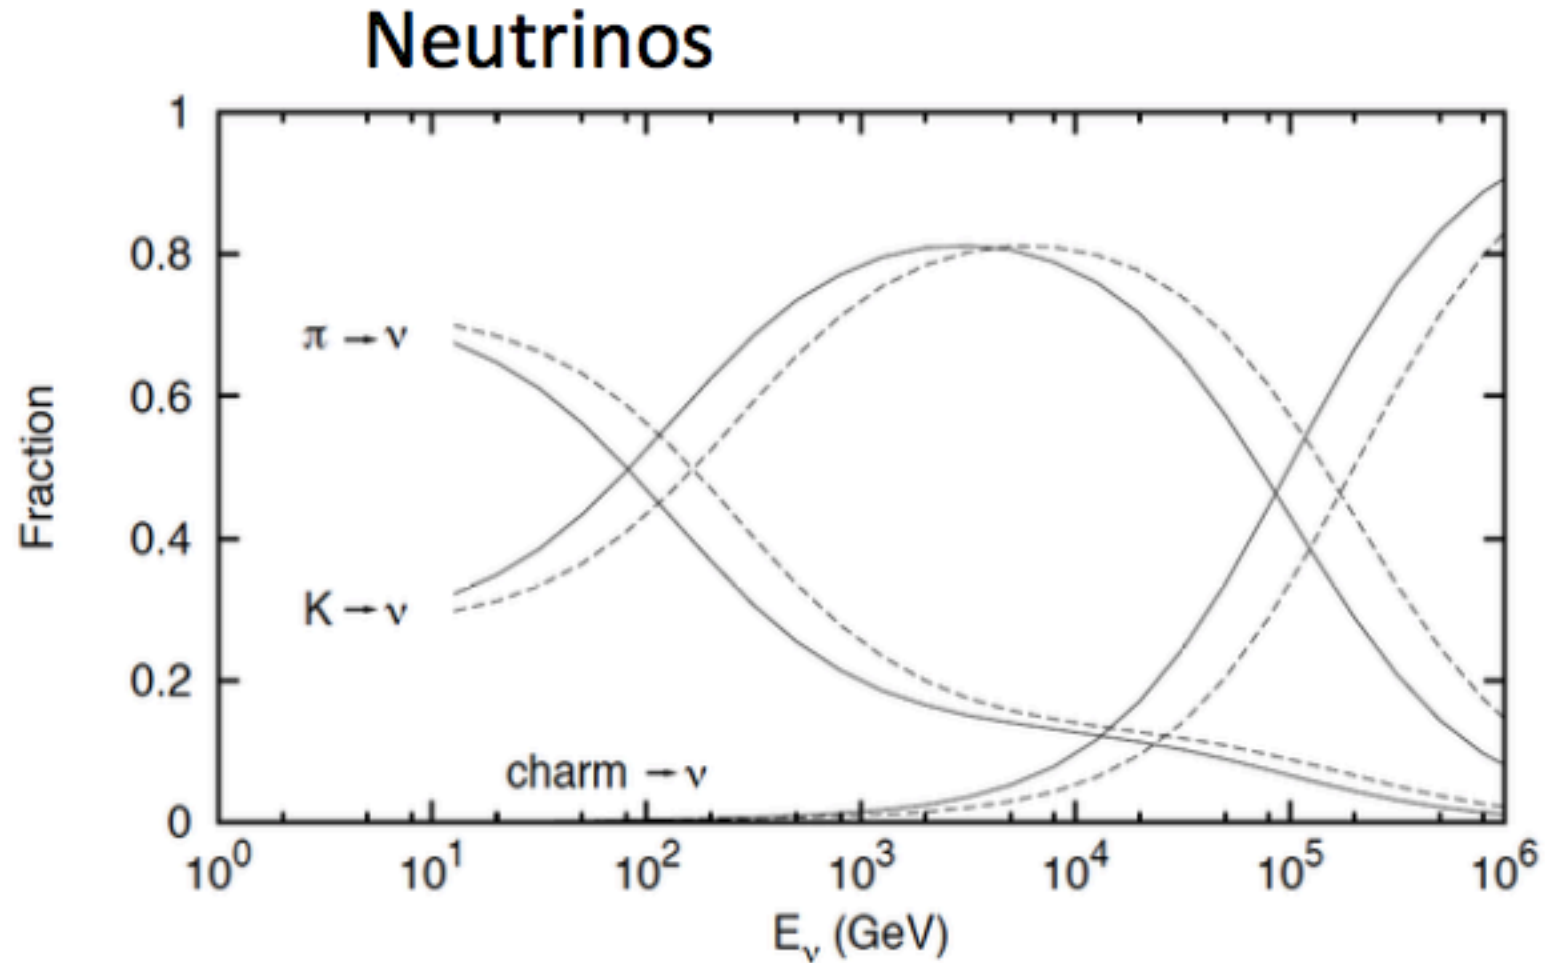 Neutrinos
1
0.8
0.6
0.4
0.2
0
Fraction
π → ν
K → ν
charm → ν
10⁰ 10¹ 10² 10³ 10⁴ 10⁵ 10⁶
Eᵥ (GeV)